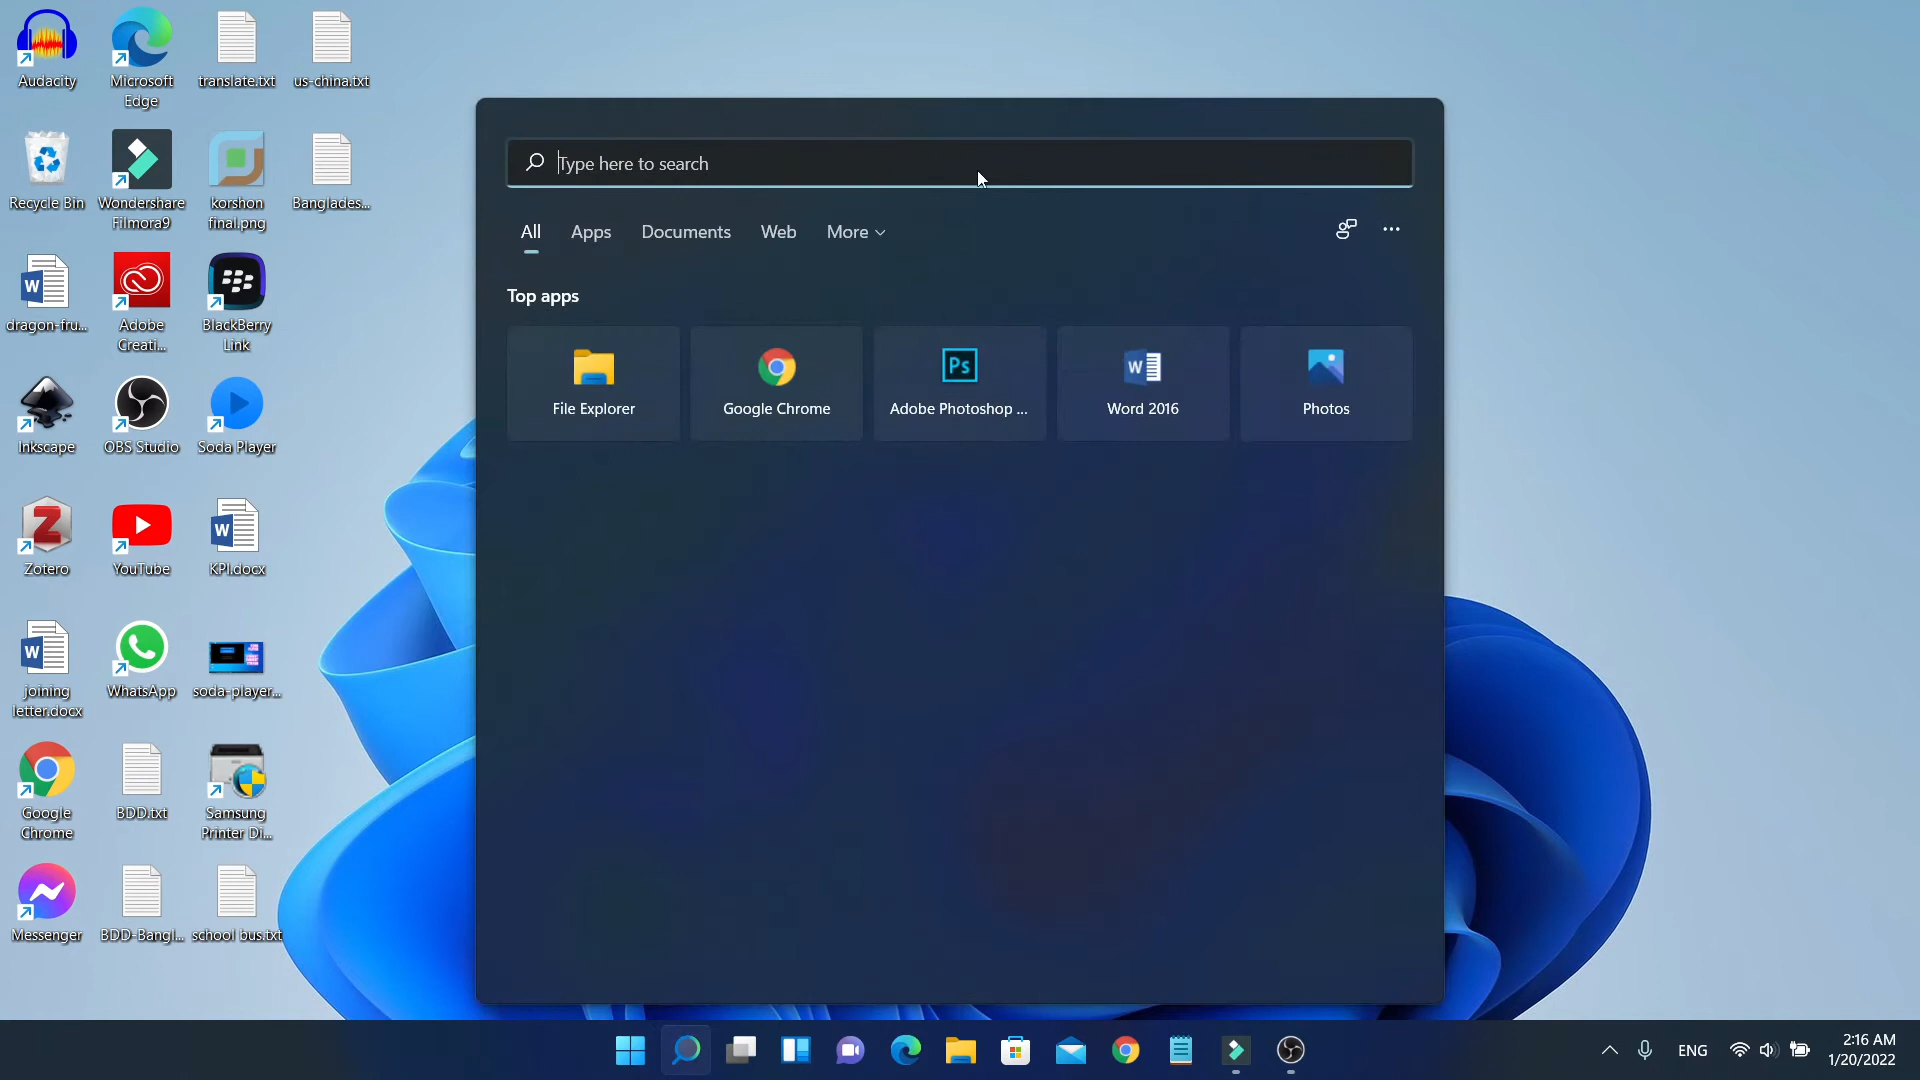 Audacity
Microsoft
Edge
translate.txt
us-china.txt
Recycle Bin
Wondershare
Filmora9
korshon
final.png
Banglades...
dragon-fru...
Adobe
Creati...
BlackBerry
Link
Inkscape
OBS Studio
Soda Player
Zotero
YouTube
KPI.docx
joining
letter.docx
WhatsApp
soda-player...
Google
Chrome
BDD.txt
Samsung
Printer Di...
Messenger
BDD-Bangl...
school bus.txt
Type here to search
All
Apps
Documents
Web
More
Top apps
File Explorer
Google Chrome
Ps
Adobe Photoshop ...
Word 2016
Photos
ENG
2:16 AM
1/20/2022